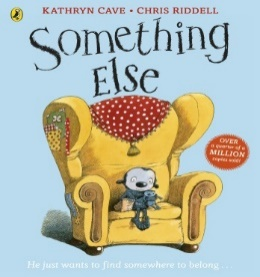 KATHRYN CAVE • CHRIS RIDDELL
Something
Else
OVER
a quarter of a
MILLION
copies sold!
He just wants to find somewhere to belong . . .